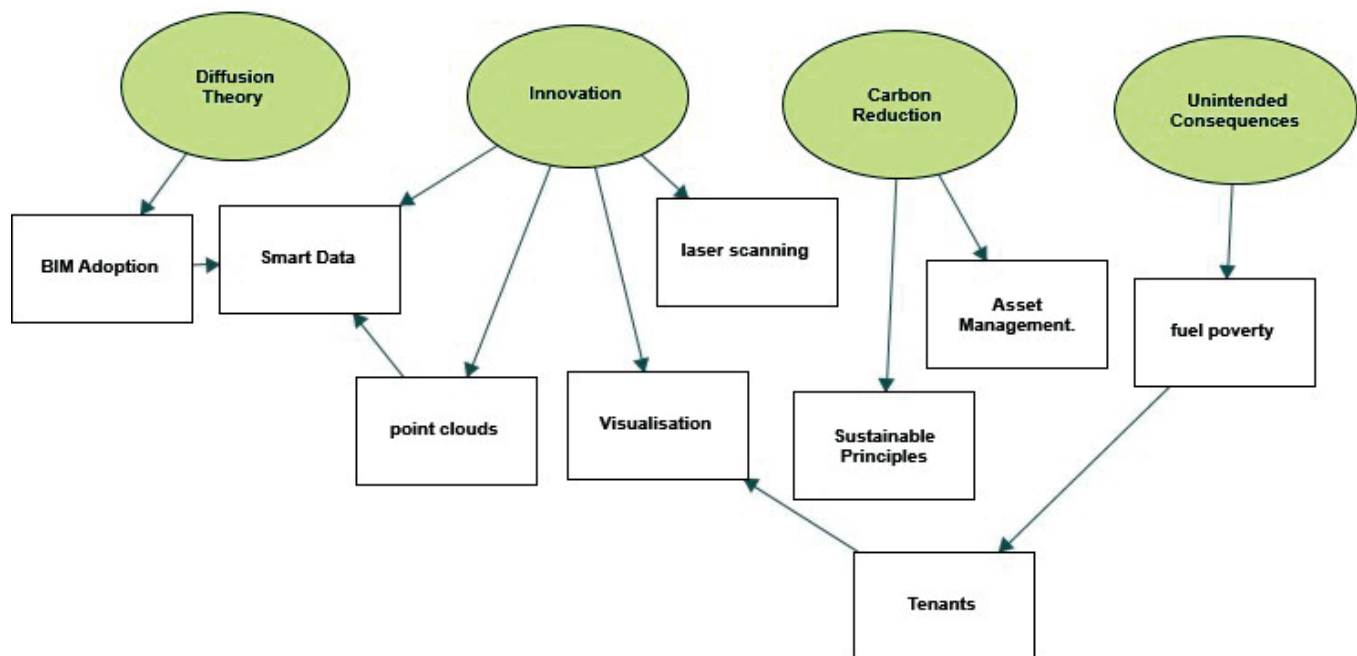 Diffusion
Theory
Innovation
Carbon
Reduction
Unintended
Consequences
BIM Adoption
Smart Data
laser scanning
Asset
Management.
fuel poverty
point clouds
Visualisation
Sustainable
Principles
Tenants